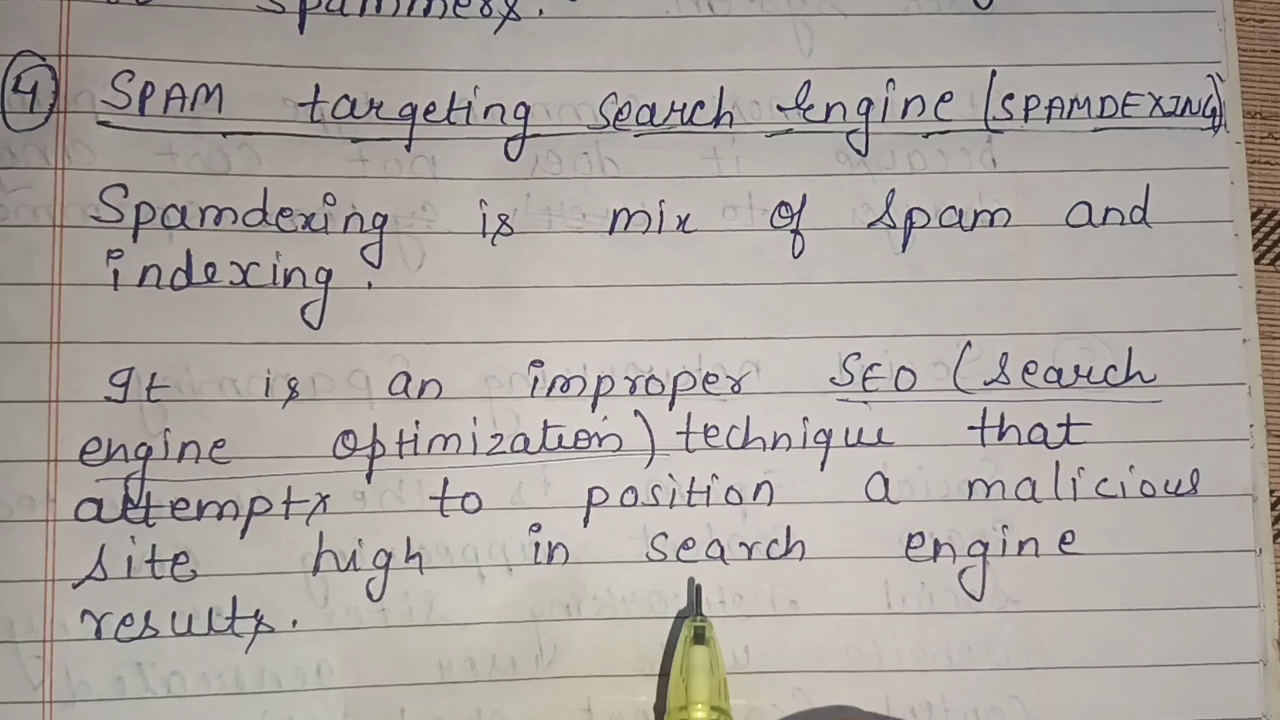 spammers.
4 SPAM targeting search engine (SPAMDEXING)
Spamdexing is mix of spam and
indexing.
It is an improper SEO (search
engine optimization) technique that
attempts to position a malicious
site high in search engine
results.